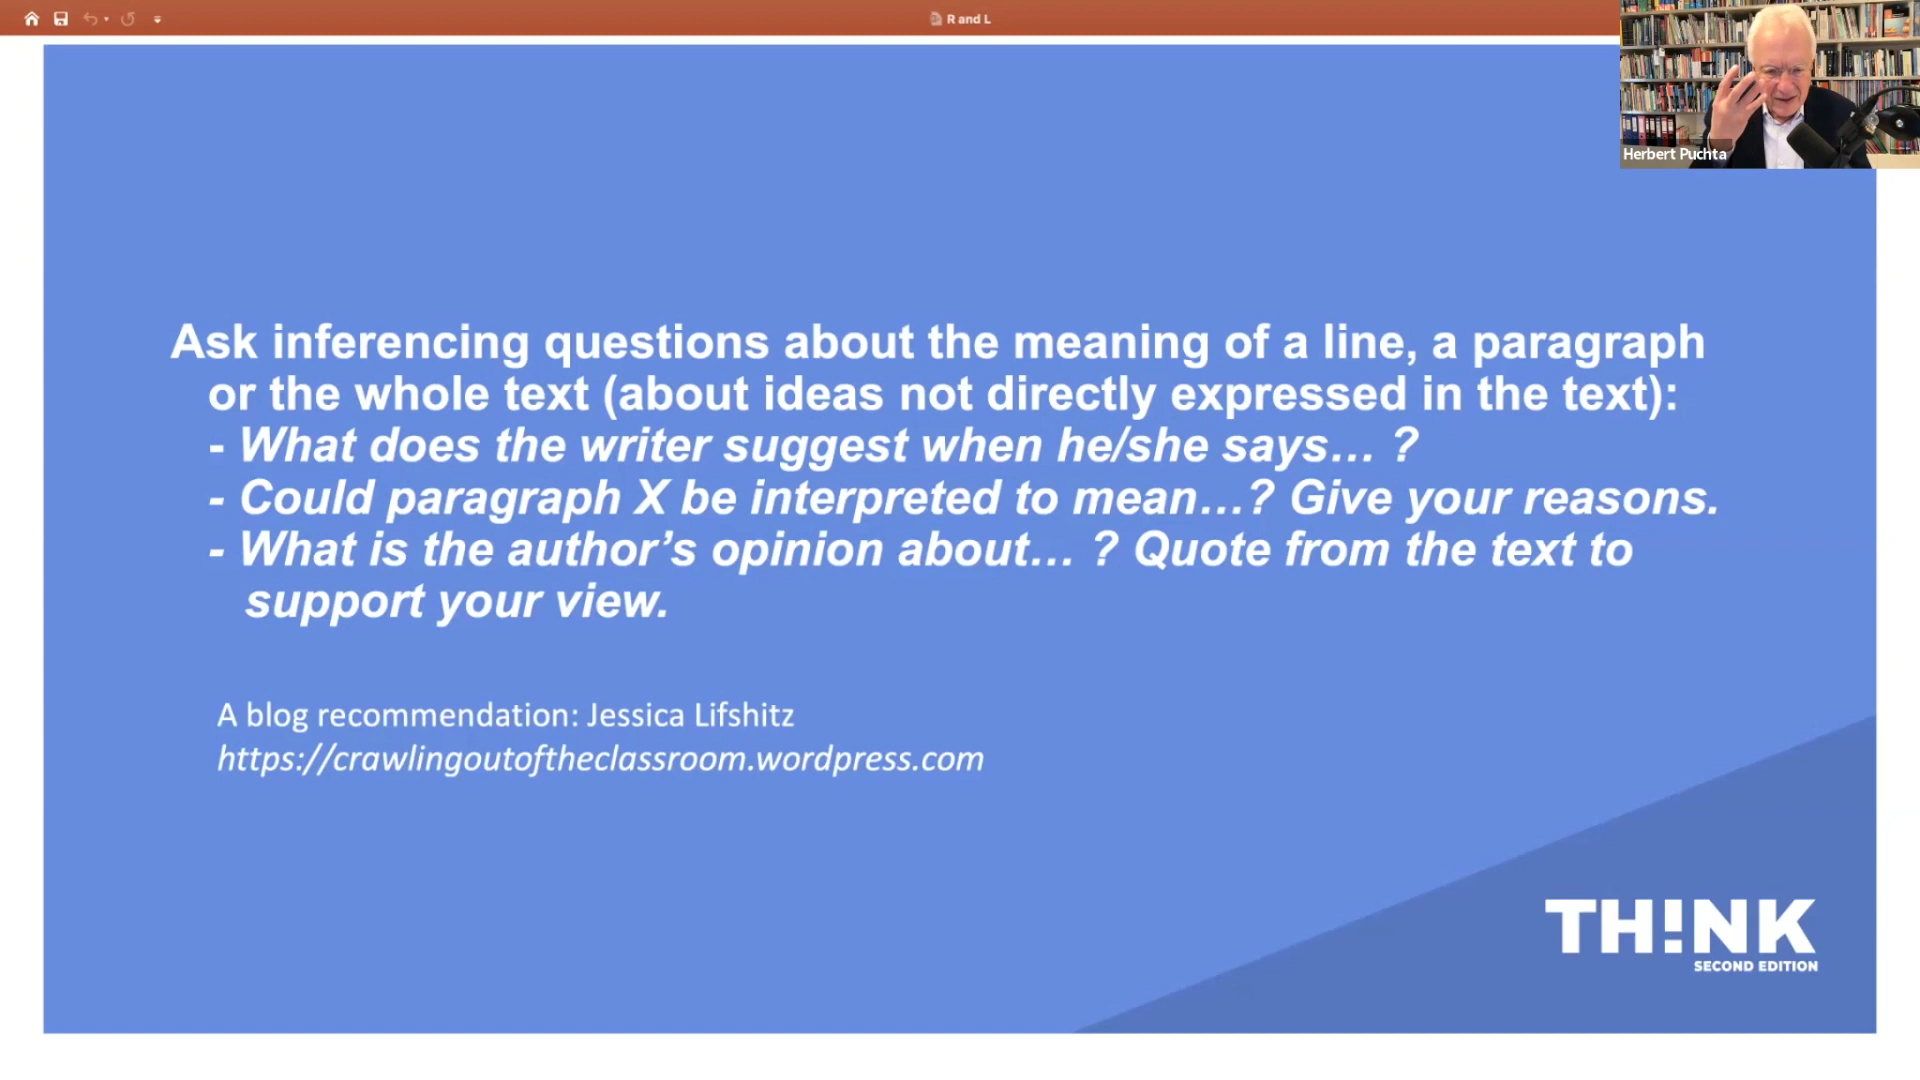 R and L
Herbert Puchta
Ask inferencing questions about the meaning of a line, a paragraph
or the whole text (about ideas not directly expressed in the text):
- What does the writer suggest when he/she says… ?
- Could paragraph X be interpreted to mean…? Give your reasons.
- What is the author’s opinion about… ? Quote from the text to
support your view.
A blog recommendation: Jessica Lifshitz
https://crawlingoutoftheclassroom.wordpress.com
TH!NK
SECOND EDITION